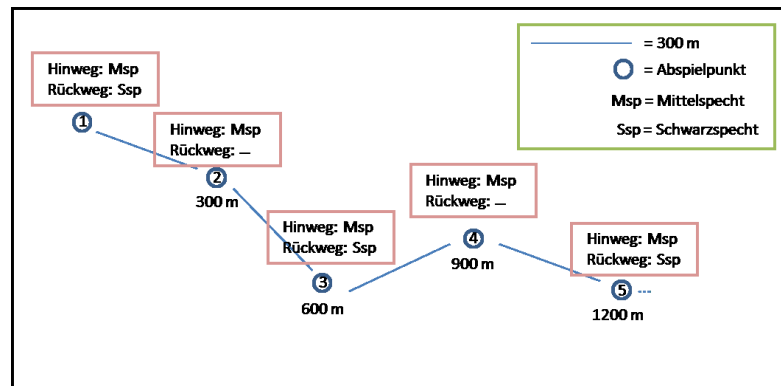 = 300 m
= Abspielpunkt
Msp = Mittelspecht
Ssp = Schwarzspecht
Hinweg: Msp
Rückweg: Ssp
1
Hinweg: Msp
Rückweg: –
2
300 m
Hinweg: Msp
Rückweg: Ssp
3
600 m
Hinweg: Msp
Rückweg: –
4
900 m
Hinweg: Msp
Rückweg: Ssp
5 ...
1200 m